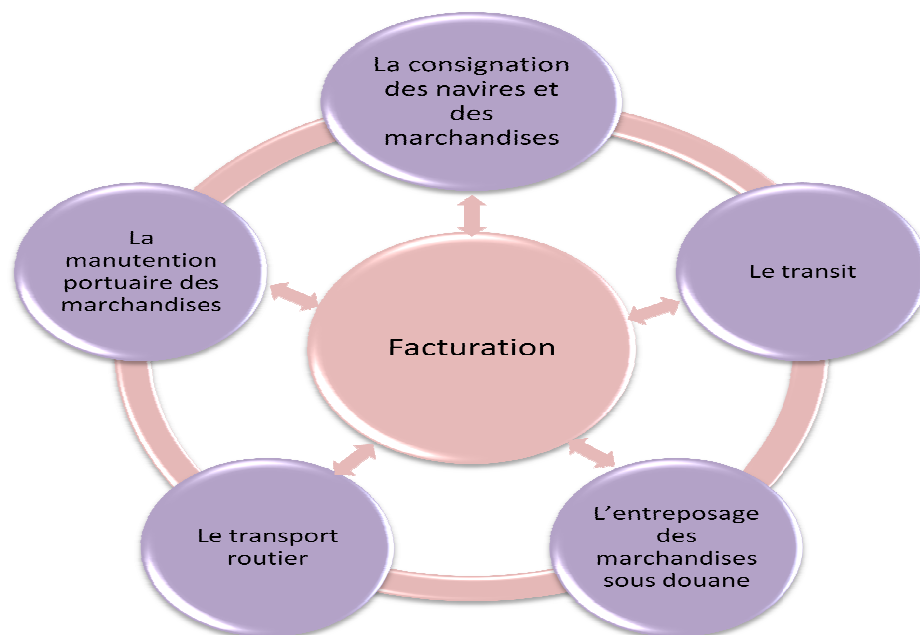 La consignation
des navires et
des
marchandises
La
manutention
portuaire des
marchandises
Le transit
Facturation
Le transport
routier
L'entreposage
des
marchandises
sous douane